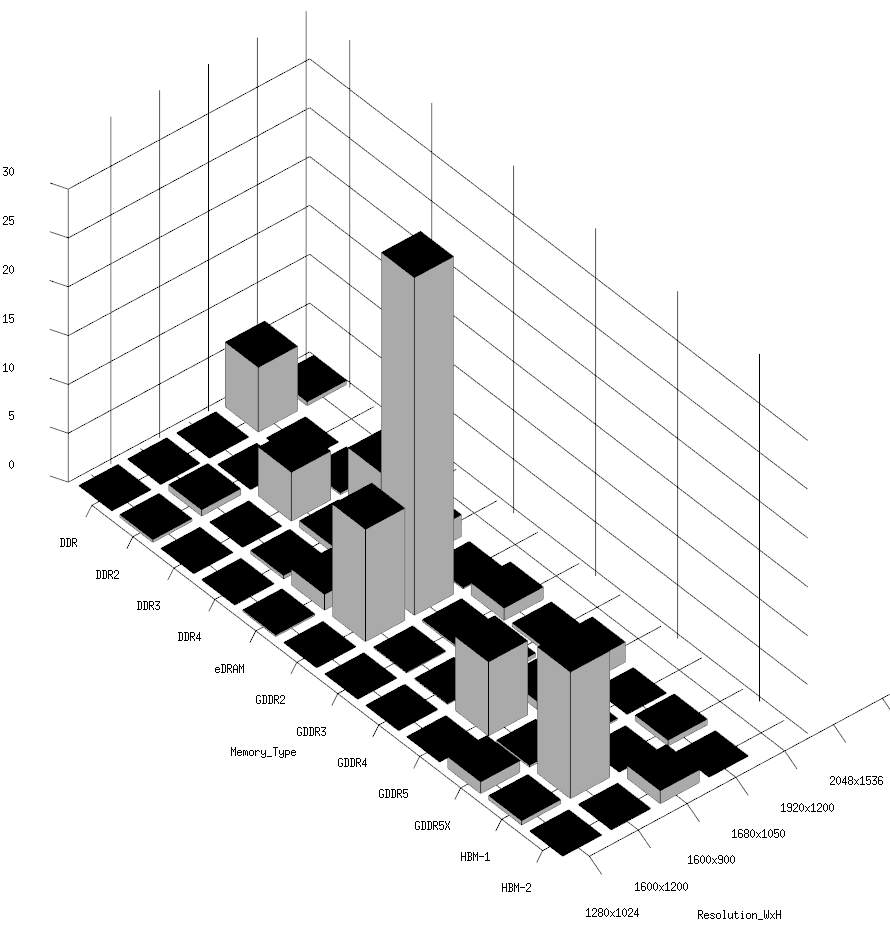 30
25
20
15
10
5
0
DDR
DDR2
DDR3
DDR4
eDRAM
GDDR2
GDDR3
Memory_Type
GDDR4
GDDR5
GDDR5X
HBM-1
HBM-2
2048x1536
1920x1200
1680x1050
1600x900
1600x1200
1280x1024
Resolution_WxH